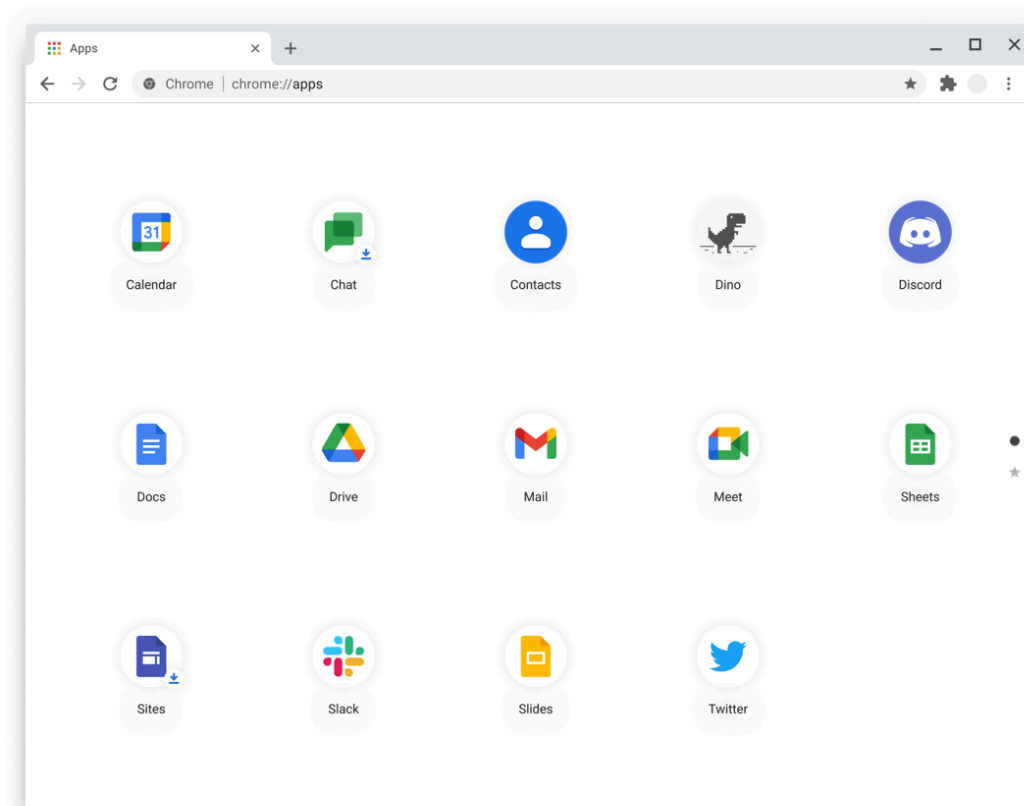 Apps
Chrome | chrome://apps
31
Calendar
Chat
Contacts
Dino
Discord
Docs
Drive
Mail
Meet
Sheets
Sites
Slack
Slides
Twitter